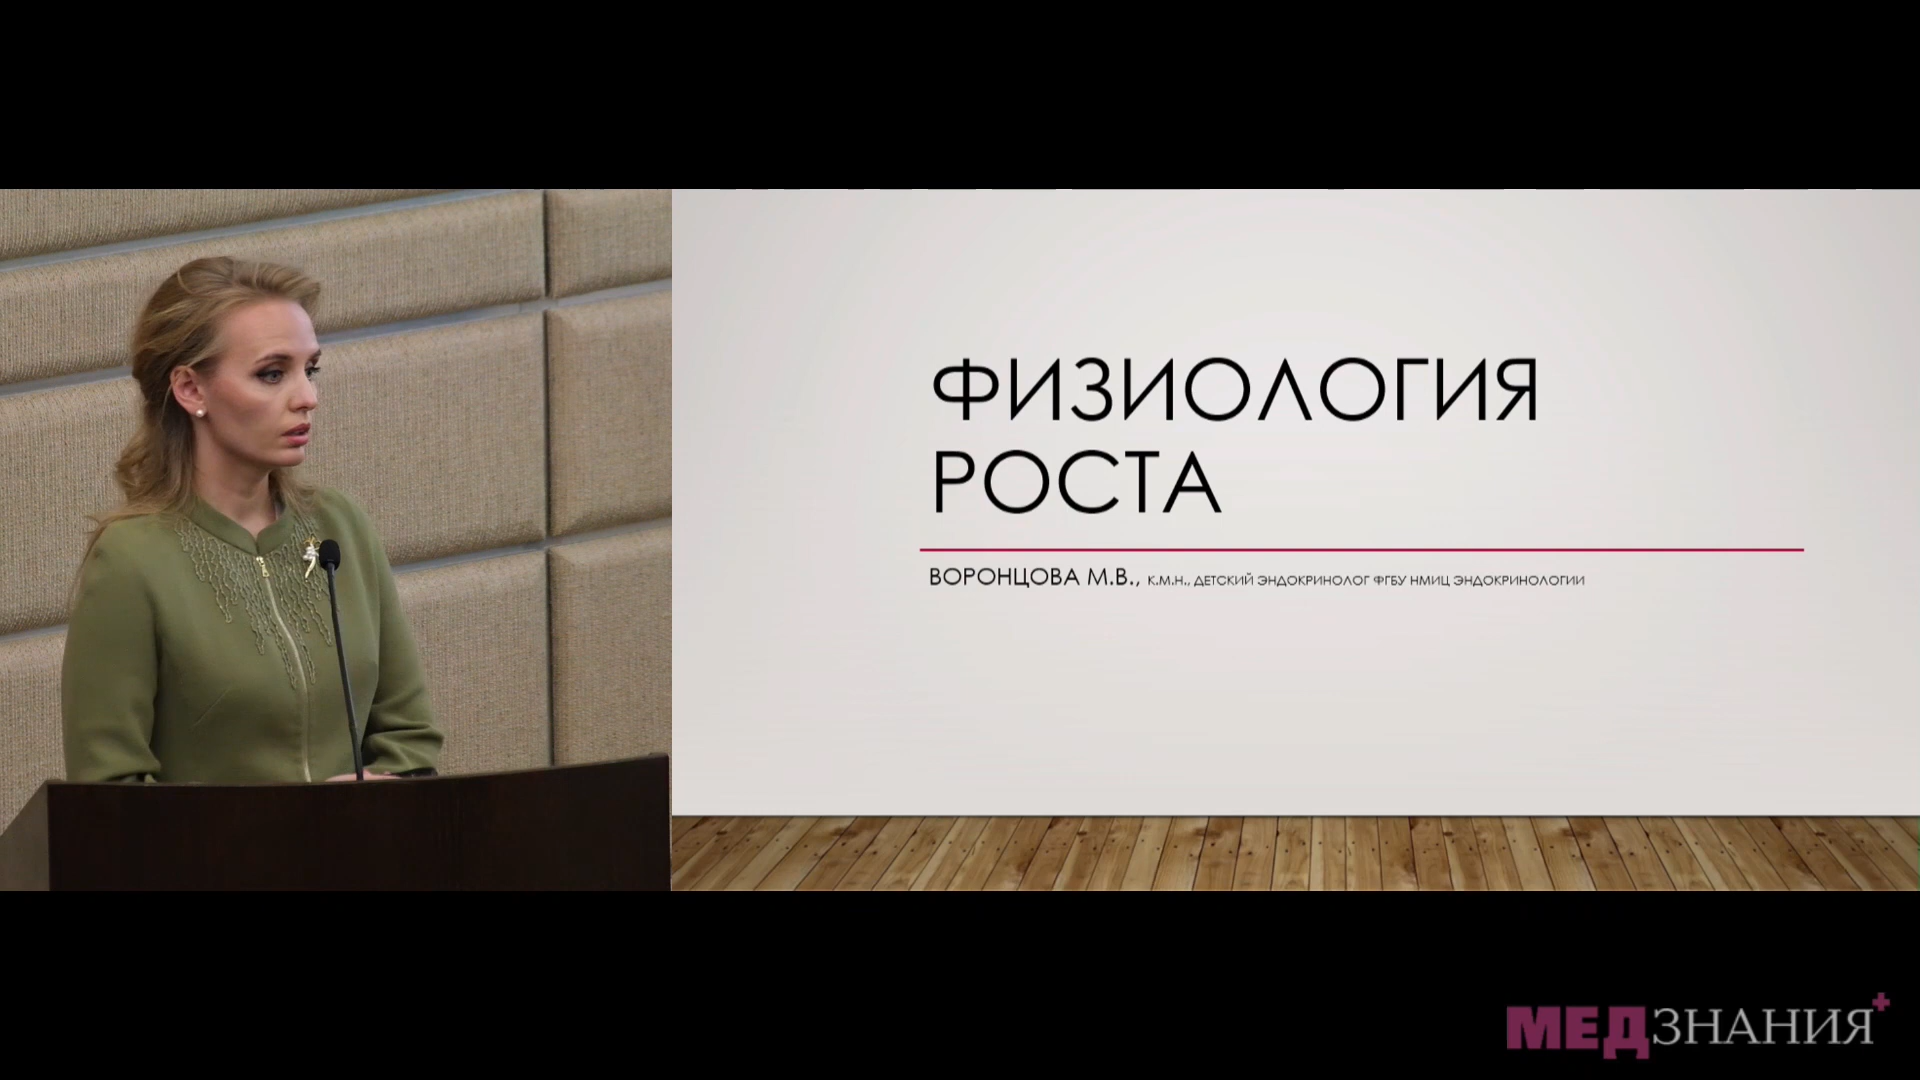 ФИЗИОЛОГИЯ
РОСТА
ВОРОНЦОВА М.В., К.М.Н., ДЕТСКИЙ ЭНДОКРИНОЛОГ ФГБУ НМИЦ ЭНДОКРИНОЛОГИИ
МЕДЗНАНИЯ+